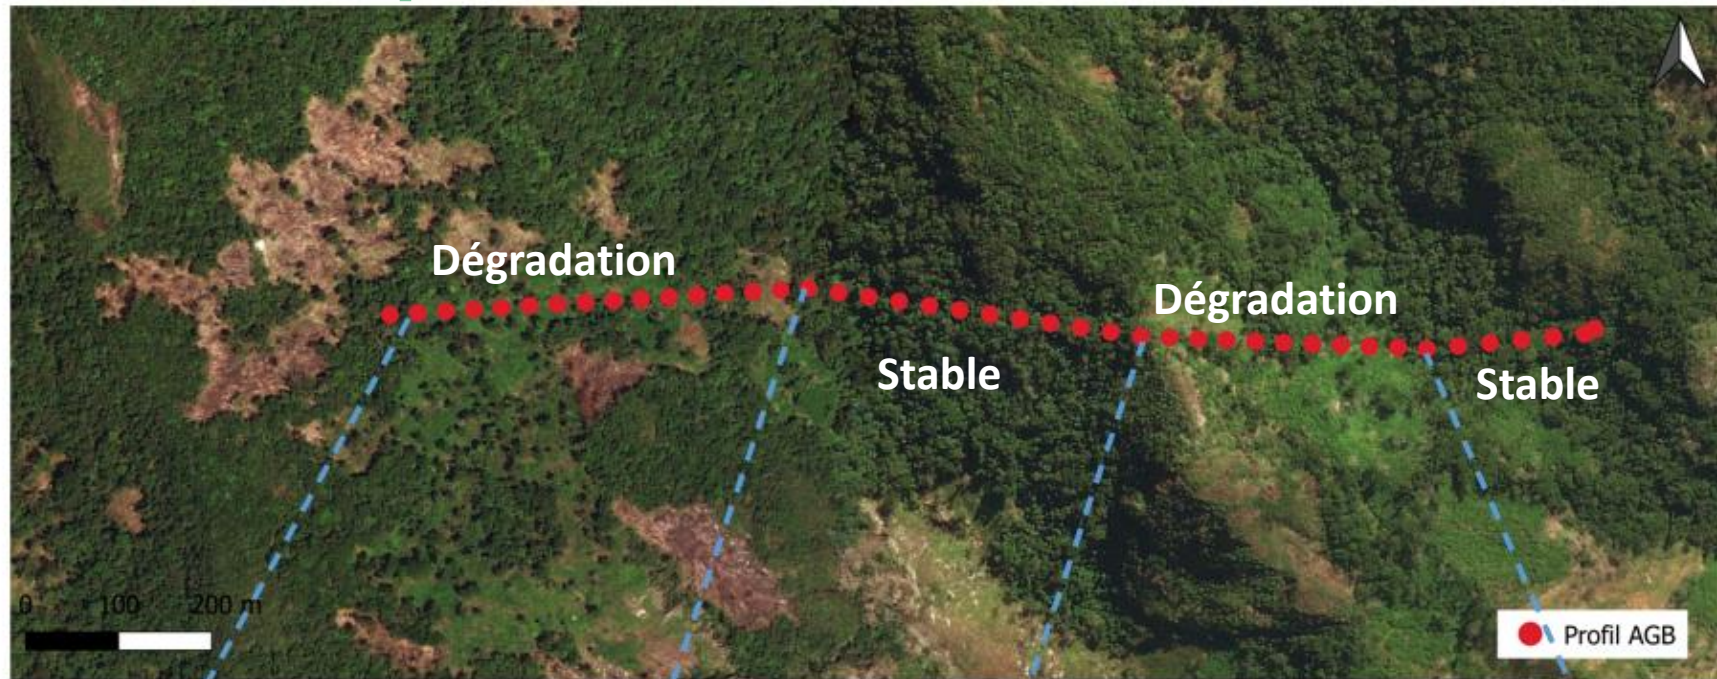 Dégradation
Dégradation
Stable
Stable
0 100 200 m
Profil AGB